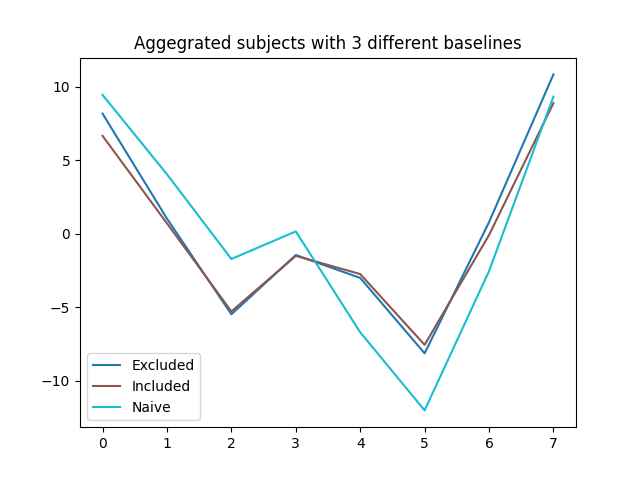 Aggegrated subjects with 3 different baselines
10
5
0
−5
−10
Excluded
Included
Naive
0 1 2 3 4 5 6 7